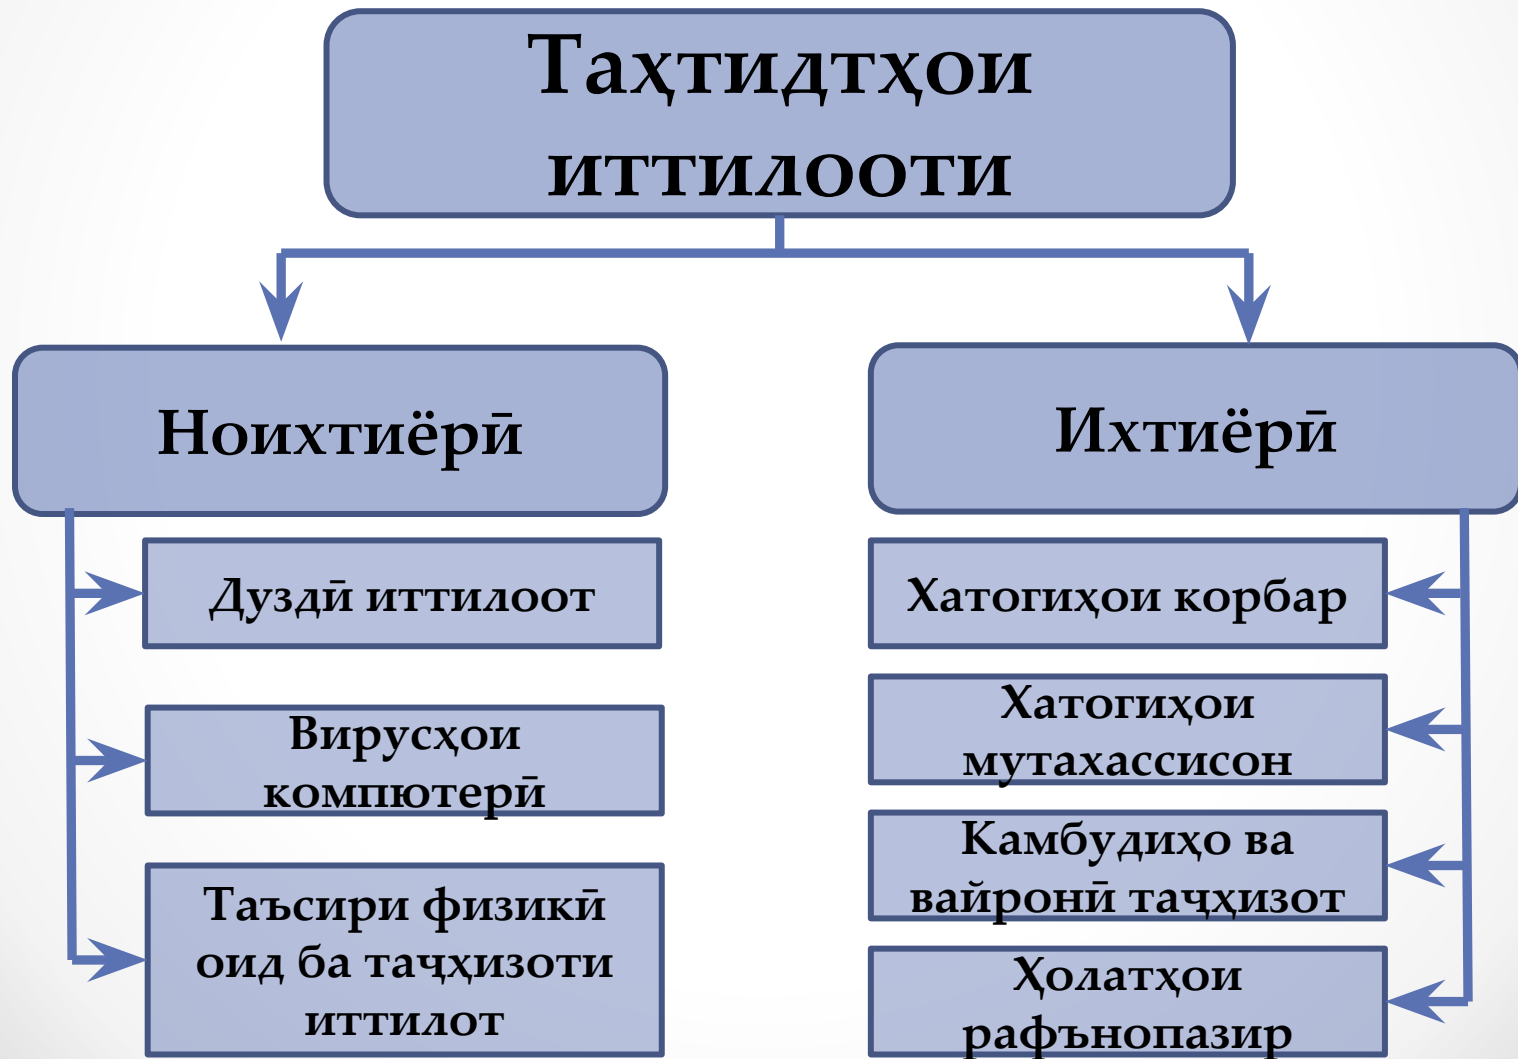 Таҳтидтҳои
иттилооти
Ноихтиёрӣ
Ихтиёрӣ
Дуздӣ иттилоот
Вирусҳои
компютерӣ
Таъсири физикӣ
оид ба таҷҳизоти
иттилот
Хатогиҳои корбар
Хатогиҳои
мутахассисон
Камбудиҳо ва
вайронӣ таҷҳизот
Ҳолатҳои
рафънопазир